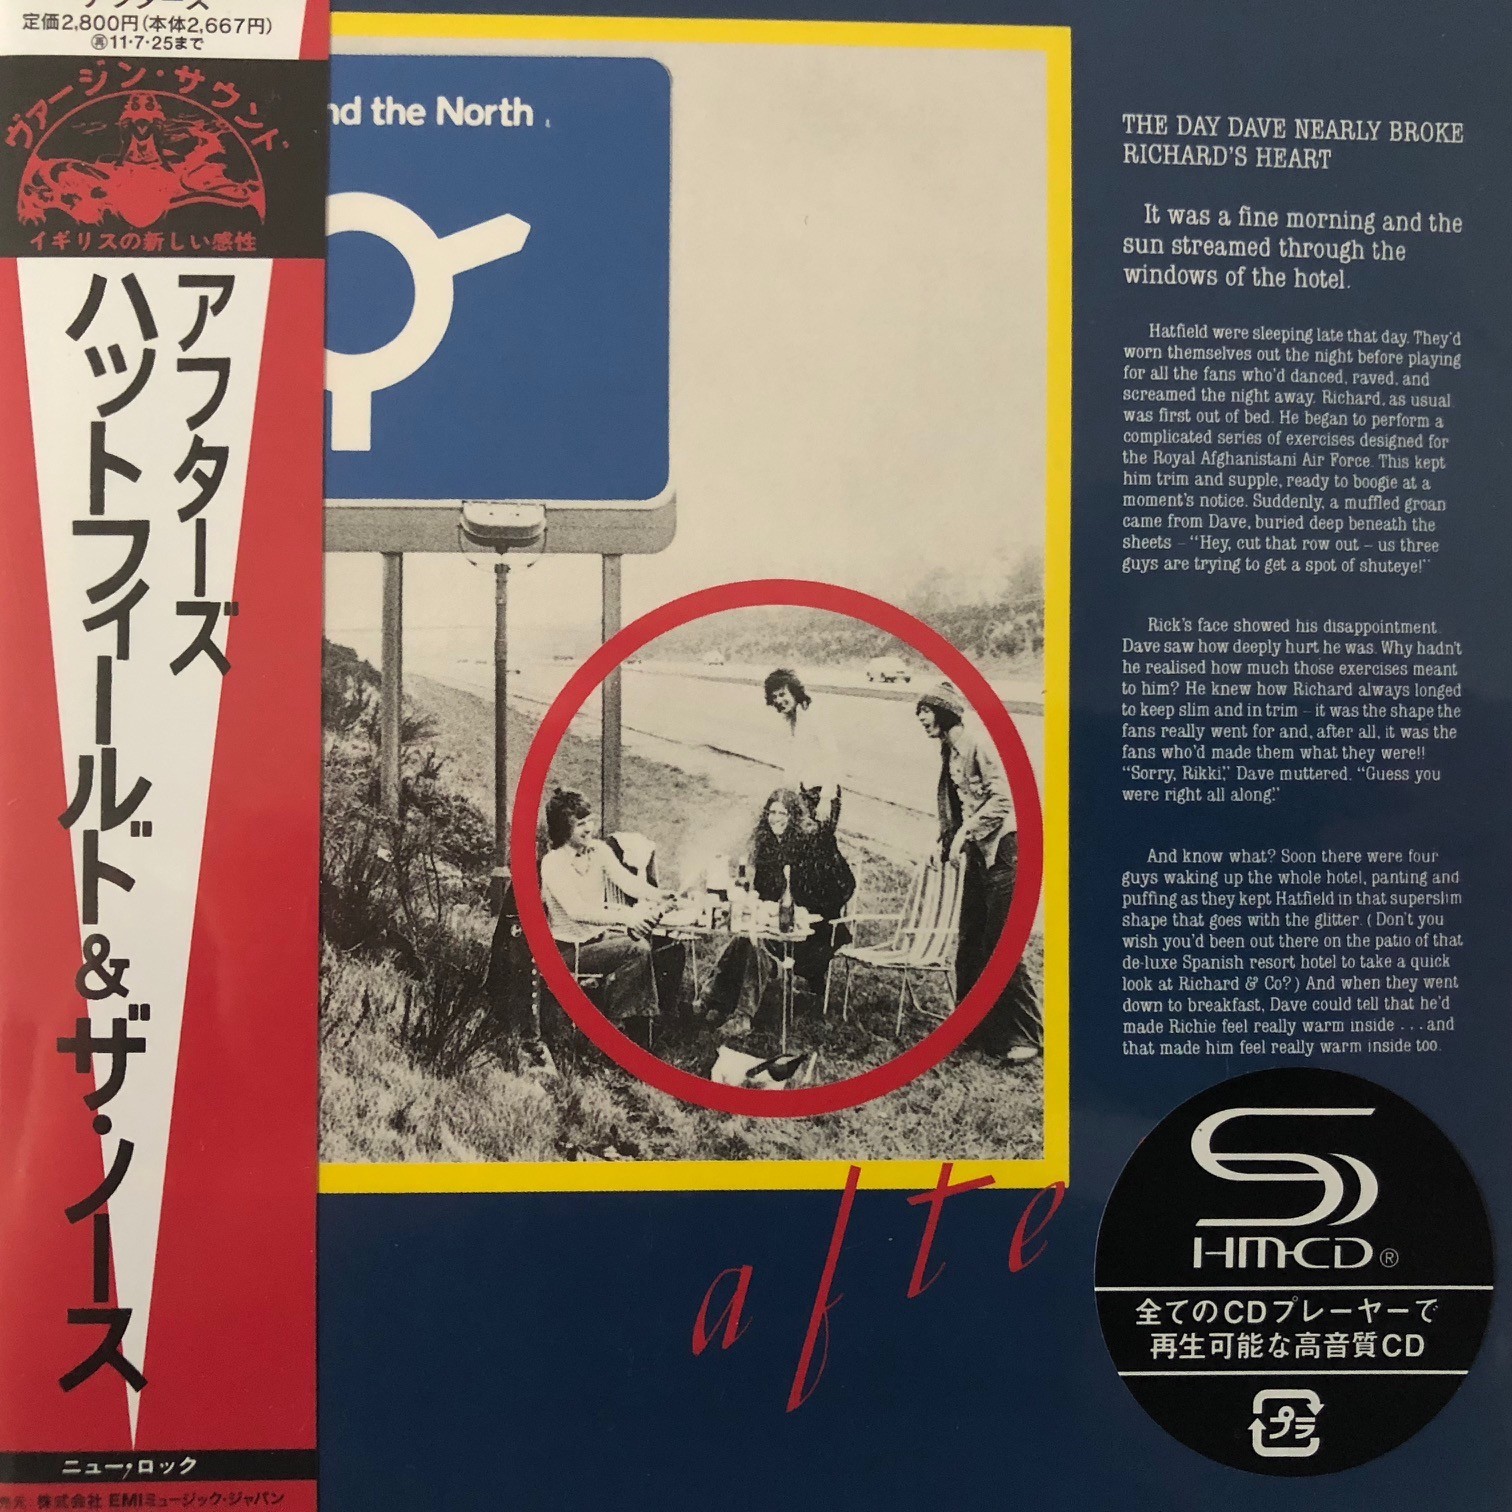 定価2,800円(本体2,667円)
㊢11・7・25まで
ヴァージン・サウンド
イギリスの新しい感性
アフターズ
ハットフィールド&ザ・ノース
ニュー・ロック
株式会社 EMIミュージック・ジャパン
nd the North
afte
THE DAY DAVE NEARLY BROKE
RICHARD'S HEART
It was a fine morning and the
sun streamed through the
windows of the hotel.
Hatfield were sleeping late that day. They'd
worn themselves out the night before playing
for all the fans who'd danced, raved, and
screamed the night away. Richard, as usual
was first out of bed. He began to perform a
complicated series of exercises designed for
the Royal Afghanistani Air Force. This kept
him trim and supple, ready to boogie at a
moment's notice. Suddenly, a muffled groan
came from Dave, buried deep beneath the
sheets – "Hey, cut that row out – us three
guys are trying to get a spot of shuteye!"
Rick's face showed his disappointment.
Dave saw how deeply hurt he was. Why hadn't
he realised how much those exercises meant
to him? He knew how Richard always longed
to keep slim and in trim – it was the shape the
fans really went for and, after all, it was the
fans who'd made them what they were!!
"Sorry, Rikki," Dave muttered. "Guess you
were right all along."
And know what? Soon there were four
guys waking up the whole hotel, panting and
puffing as they kept Hatfield in that superslim
shape that goes with the glitter. (Don't you
wish you'd been out there on the patio of that
de-luxe Spanish resort hotel to take a quick
look at Richard & Co?) And when they went
down to breakfast, Dave could tell that he'd
made Richie feel really warm inside . . . and
that made him feel really warm inside too.
SHM-CD®
全てのCDプレーヤーで
再生可能な高音質CD
プラ